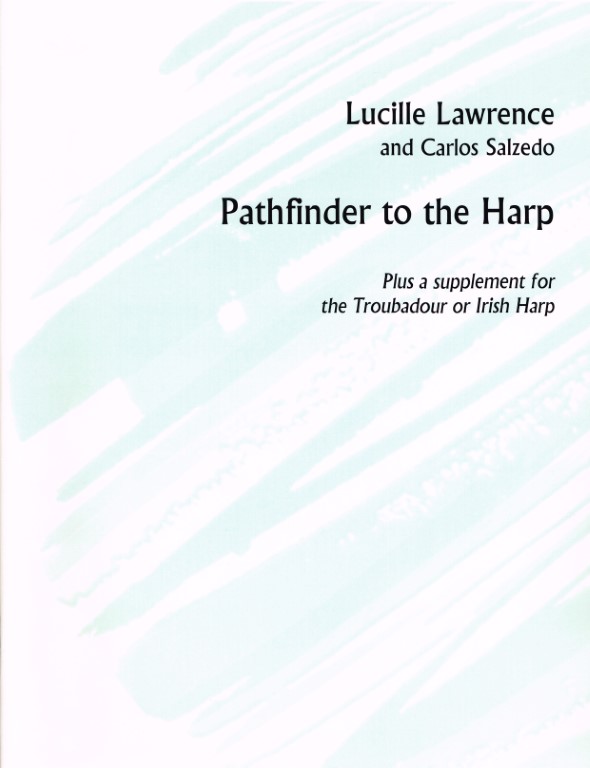 Lucille Lawrence
and Carlos Salzedo
Pathfinder to the Harp
Plus a supplement for
the Troubadour or Irish Harp